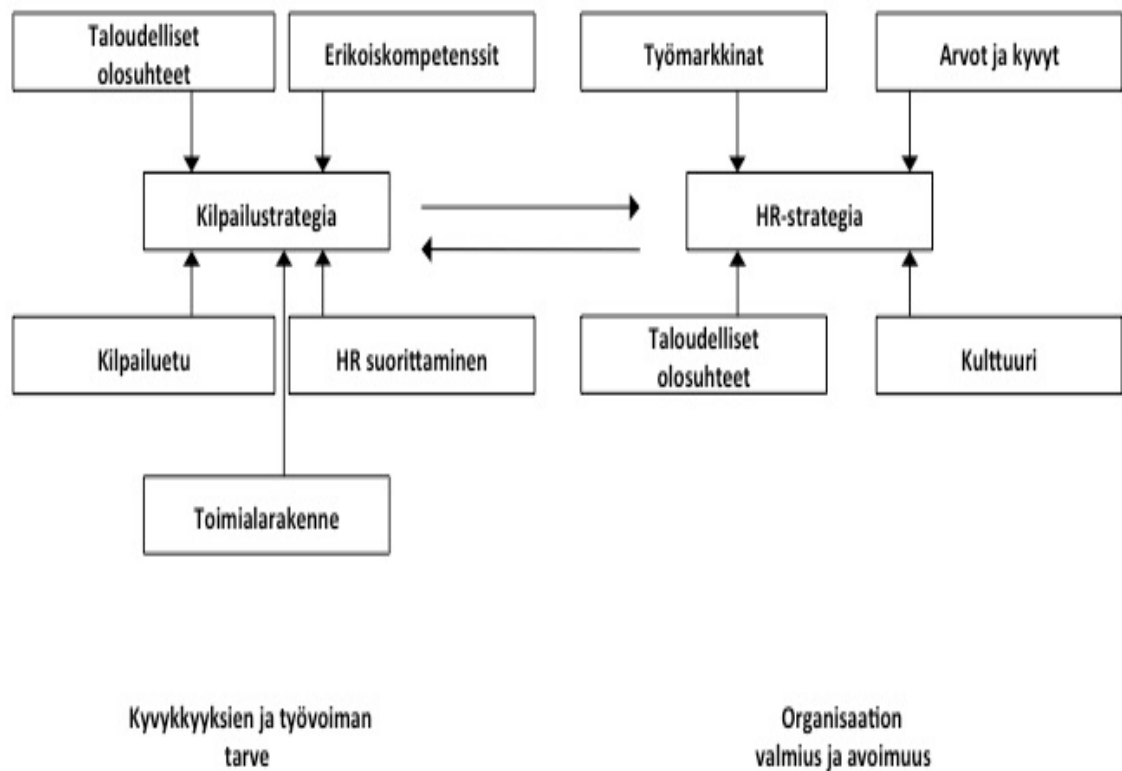 Taloudelliset
olosuhteet
Erikoiskompetenssit
Työmarkkinat
Arvot ja kyvyt
Kilpailustrategia
HR-strategia
Kilpailuetu
HR suorittaminen
Taloudelliset
olosuhteet
Kulttuuri
Toimialarakenne
Kyvykkyyksien ja työvoiman
tarve
Organisaation
valmius ja avoimuus